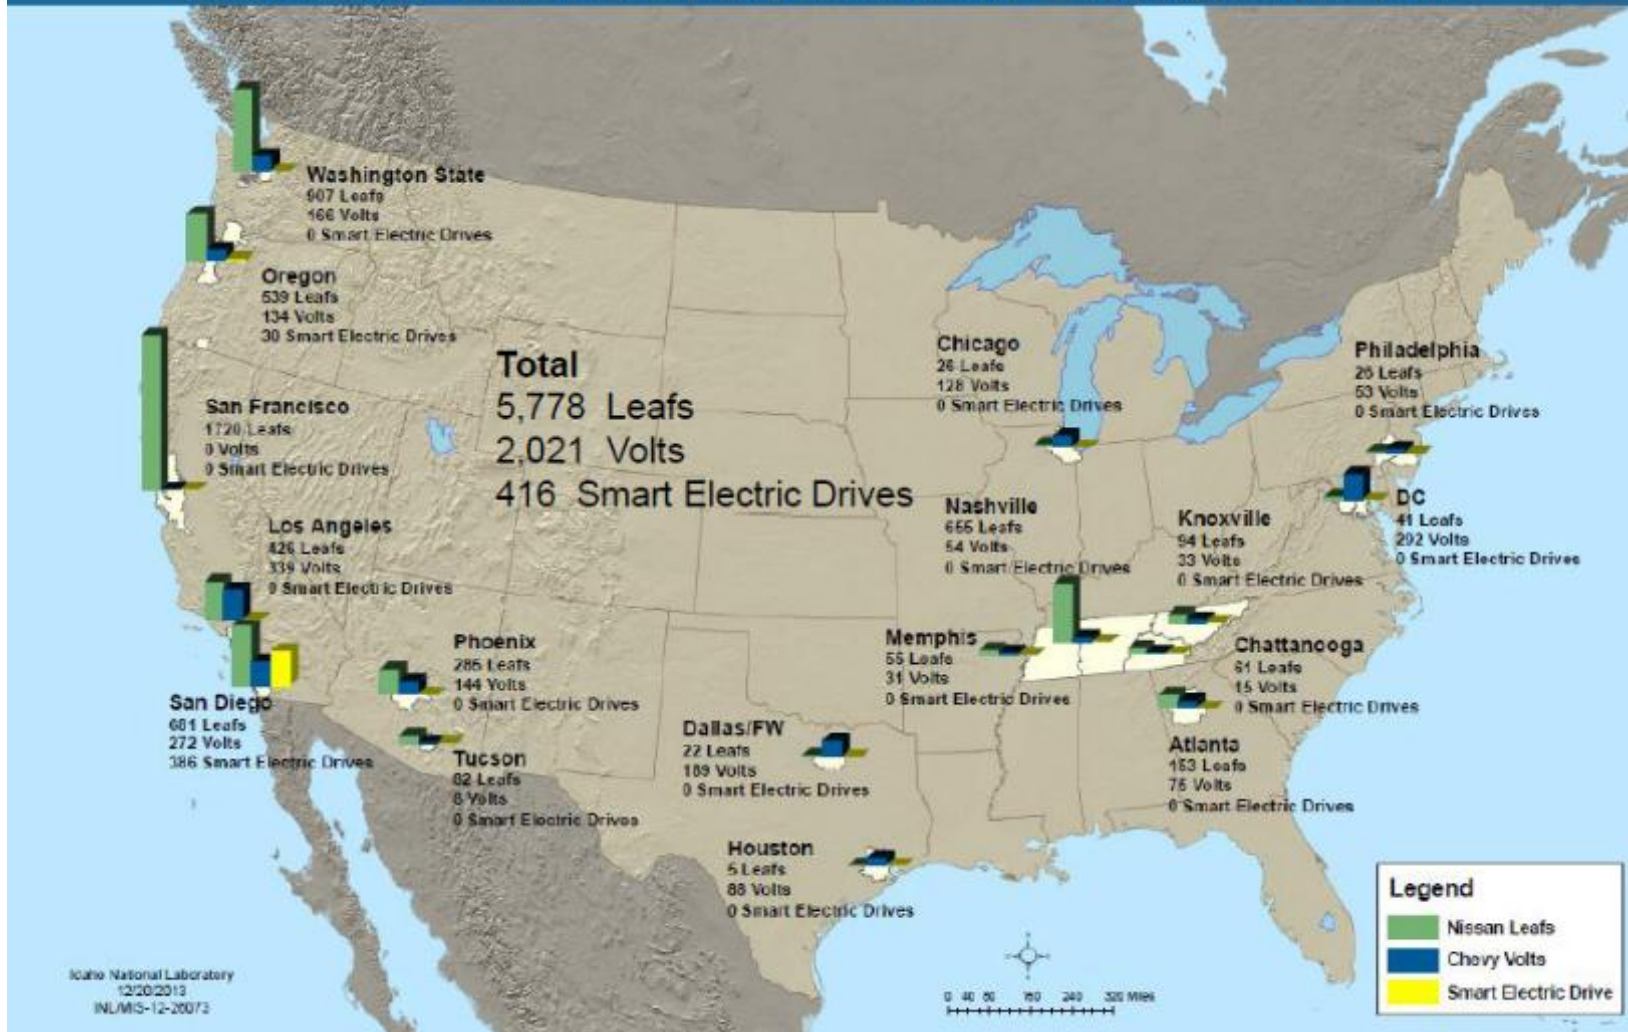 Washington State
907 Leafs
166 Volts
0 Smart Electric Drives
Oregon
539 Leafs
134 Volts
30 Smart Electric Drives
San Francisco
1720 Leafs
0 Volts
0 Smart Electric Drives
Los Angeles
426 Leafs
339 Volts
0 Smart Electric Drives
San Diego
681 Leafs
272 Volts
386 Smart Electric Drives
Phoenix
285 Leafs
144 Volts
0 Smart Electric Drives
Tucson
82 Leafs
8 Volts
0 Smart Electric Drives
Total
5,778 Leafs
2,021 Volts
416 Smart Electric Drives
Dallas/FW
22 Leafs
189 Volts
0 Smart Electric Drives
Houston
5 Leafs
88 Volts
0 Smart Electric Drives
Chicago
26 Leafs
128 Volts
0 Smart Electric Drives
Nashville
655 Leafs
54 Volts
0 Smart Electric Drives
Memphis
55 Leafs
31 Volts
0 Smart Electric Drives
Knoxville
94 Leafs
33 Volts
0 Smart Electric Drives
Chattanooga
61 Leafs
15 Volts
0 Smart Electric Drives
Atlanta
153 Leafs
75 Volts
0 Smart Electric Drives
Philadelphia
26 Leafs
53 Volts
0 Smart Electric Drives
DC
41 Leafs
292 Volts
0 Smart Electric Drives
Idaho National Laboratory
12/20/2013
INL/MIS-12-26073
0 40 80 160 240 320 Miles
Legend
Nissan Leafs
Chevy Volts
Smart Electric Drive